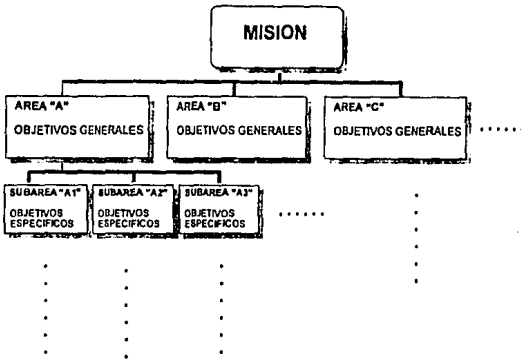 MISION
AREA "A"
OBJETIVOS GENERALES
AREA "B"
OBJETIVOS GENERALES
AREA "C"
OBJETIVOS GENERALES
SUBAREA "A1"
OBJETIVOS
ESPECIFICOS
SUBAREA "A2"
OBJETIVOS
ESPECIFICOS
SUBAREA "A3"
OBJETIVOS
ESPECIFICOS